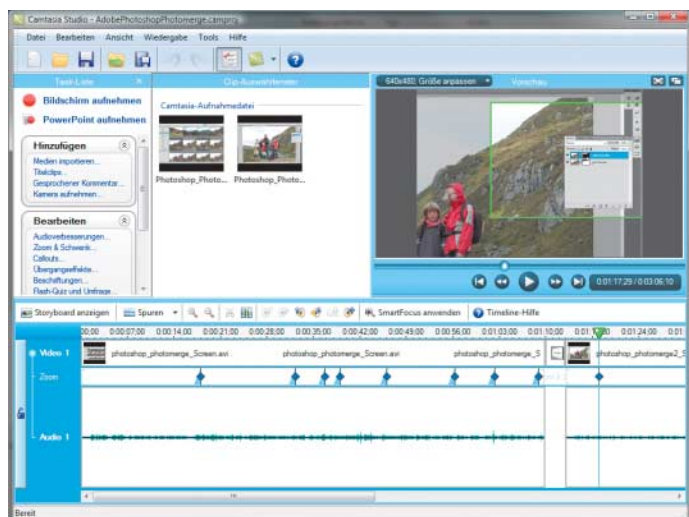 Camtasia Studio - AdobePhotoshopPhotomerge.camproj
Datei Bearbeiten Ansicht Wiedergabe Tools Hilfe
Task-Liste
Clip-Auswahlfenster
640x480, Größe anpassen
Vorschau
Bildschirm aufnehmen
PowerPoint aufnehmen
Hinzufügen
Medien importieren...
Titelclips...
Gesprochener Kommentar...
Kamera aufnehmen...
Bearbeiten
Audioverbesserungen...
Zoom & Schwenk...
Callouts...
Übergangseffekte...
Beschriftungen...
Flash-Quiz und Umfrage...
Camtasia-Aufnahmedatei
Photoshop_Photo...
Photoshop_Photo...
0:01:17,29 / 0:03:06,10
Storyboard anzeigen Spuren SmartFocus anwenden Timeline-Hilfe
00;00 0:00:07;00 0:00:14;00 0:00:21;00 0:00:28;00 0:00:35;00 0:00:42;00 0:00:49;00 0:00:56;00 0:01:03;00 0:01:10;00 0:01:24;00
Video 1
photoshop_photomerge_Screen.avi
photoshop_photomerge_Screen.avi
photoshop_photomerge_S
photoshop_photomerge2_S
Zoom
Audio 1
Bereit